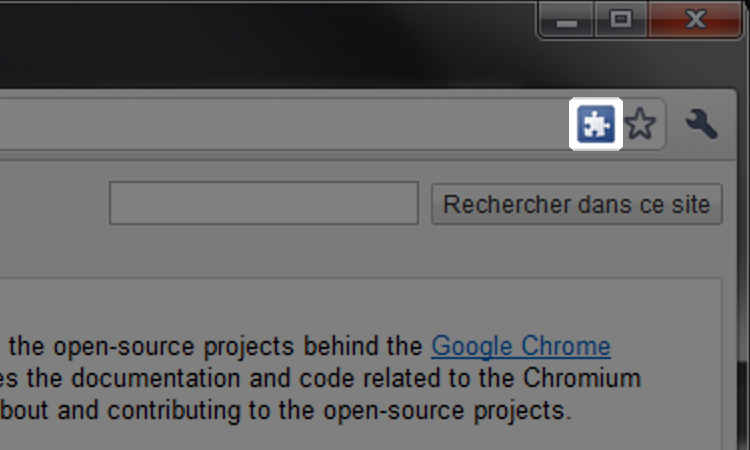 Rechercher dans ce site
the open-source projects behind the Google Chrome
es the documentation and code related to the Chromium
bout and contributing to the open-source projects.